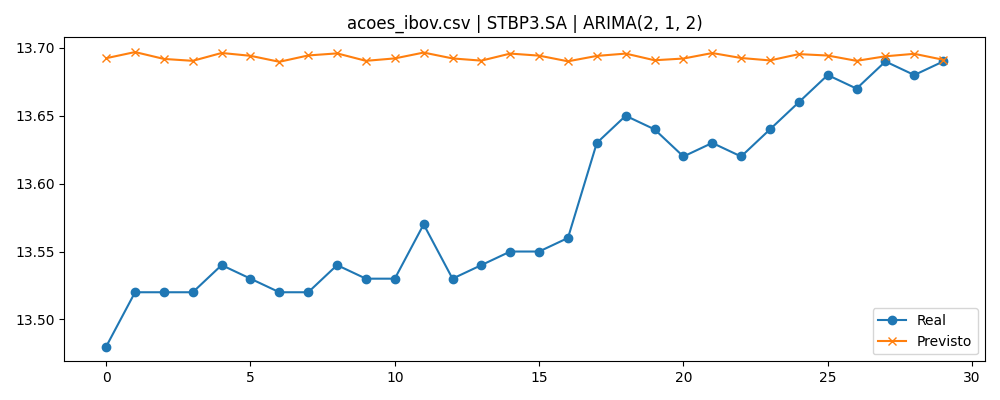 acoes_ibov.csv | STBP3.SA | ARIMA(2, 1, 2)
13.70
13.65
13.60
13.55
13.50
0 5 10 15 20 25 30
Real
Previsto